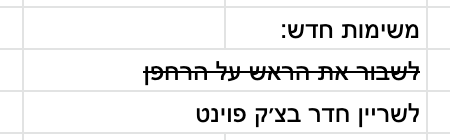 משימות חדש:
לשבור את הראש על הרחפן
לשריין חדר בצ׳ק פוינט